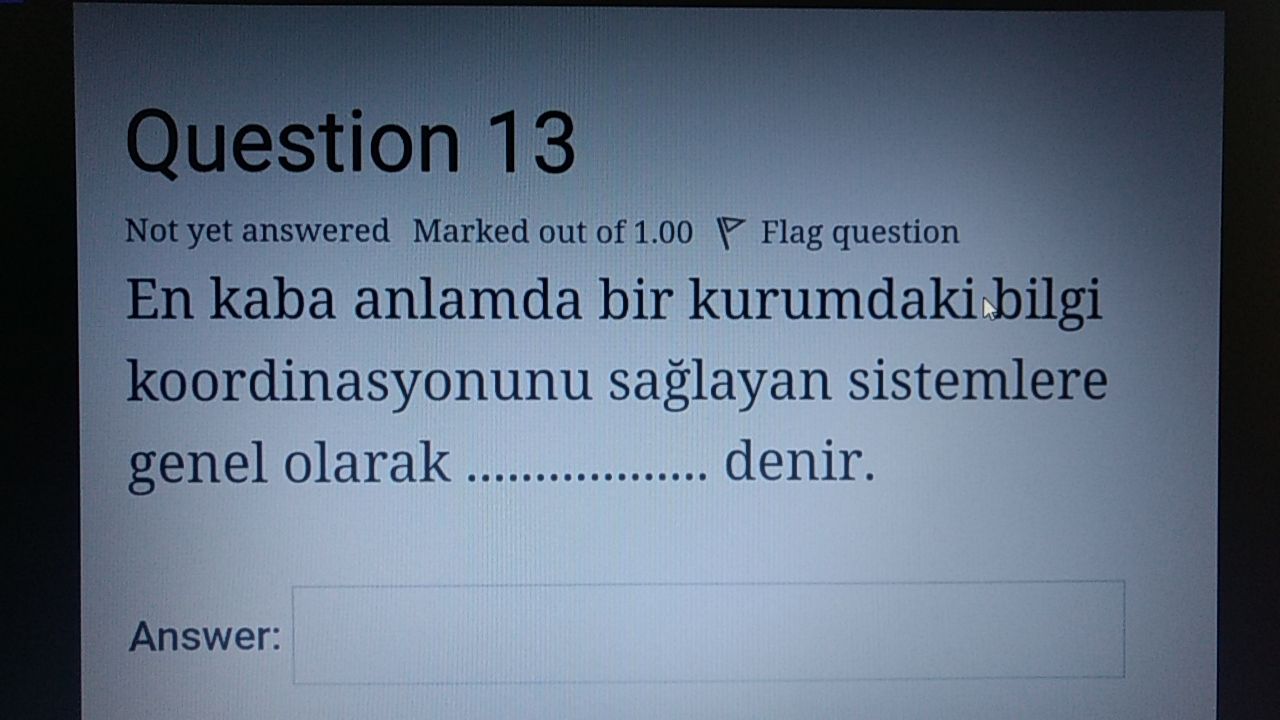 Question 13
Not yet answered Marked out of 1.00 Flag question
En kaba anlamda bir kurumdaki bilgi
koordinasyonunu sağlayan sistemlere
genel olarak .................. denir.
Answer: